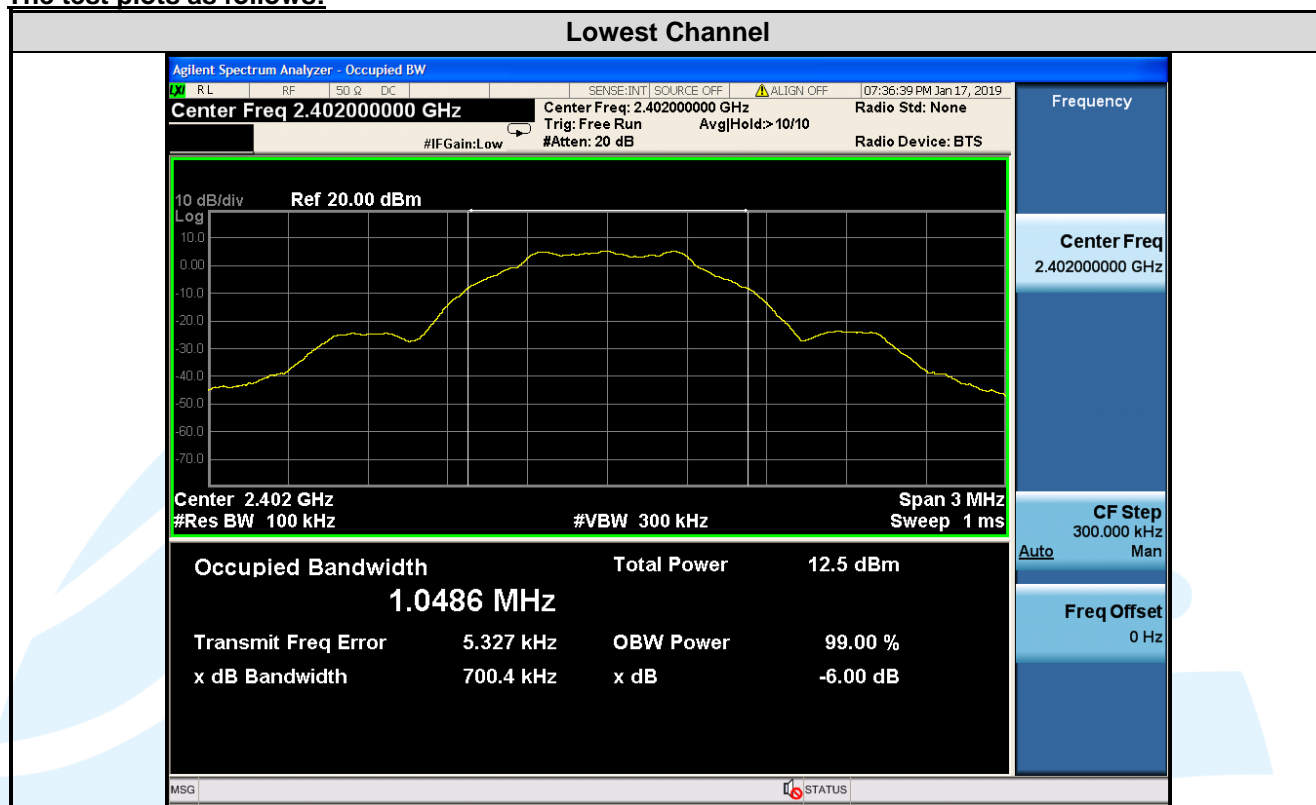 The test plots as follows:
Lowest Channel
Agilent Spectrum Analyzer - Occupied BW
LXI RL RF 50 Ω DC SENSE:INT SOURCE OFF ALIGN OFF 07:36:39 PM Jan 17, 2019
Center Freq 2.402000000 GHz
Center Freq: 2.402000000 GHz Radio Std: None
Trig: Free Run Avg|Hold:> 10/10
#IFGain:Low #Atten: 20 dB Radio Device: BTS
10 dB/div Ref 20.00 dBm
Log
10.0
0.00
-10.0
-20.0
-30.0
-40.0
-50.0
-60.0
-70.0
Center 2.402 GHz Span 3 MHz
#Res BW 100 kHz #VBW 300 kHz Sweep 1 ms
Occupied Bandwidth Total Power 12.5 dBm
1.0486 MHz
Transmit Freq Error 5.327 kHz OBW Power 99.00 %
x dB Bandwidth 700.4 kHz x dB -6.00 dB
MSG STATUS
Frequency
Center Freq
2.402000000 GHz
CF Step
300.000 kHz
Auto Man
Freq Offset
0 Hz